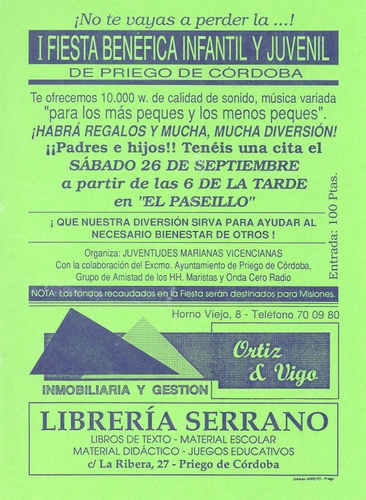 ¡No te vayas a perder la ...!
I FIESTA BENÉFICA INFANTIL Y JUVENIL
DE PRIEGO DE CÓRDOBA
Te ofrecemos 10.000 w. de calidad de sonido, música variada
"para los más peques y los menos peques".
¡HABRÁ REGALOS Y MUCHA, MUCHA DIVERSIÓN!
¡¡Padres e hijos!! Tenéis una cita el
SÁBADO 26 DE SEPTIEMBRE
a partir de las 6 DE LA TARDE
en "EL PASEILLO"
Entrada: 100 Ptas.
¡ QUE NUESTRA DIVERSIÓN SIRVA PARA AYUDAR AL
NECESARIO BIENESTAR DE OTROS !
Organiza: JUVENTUDES MARIANAS VICENCIANAS
Con la colaboración del Excmo. Ayuntamiento de Priego de Córdoba,
Grupo de Amistad de los HH. Maristas y Onda Cero Radio
NOTA: Los fondos recaudados en la Fiesta serán destinados para Misiones.
Horno Viejo, 8 - Teléfono 70 09 80
Ortiz
& Vigo
INMOBILIARIA Y GESTION
LIBRERÍA SERRANO
LIBROS DE TEXTO - MATERIAL ESCOLAR
MATERIAL DIDÁCTICO - JUEGOS EDUCATIVOS
c/ La Ribera, 27 - Priego de Córdoba